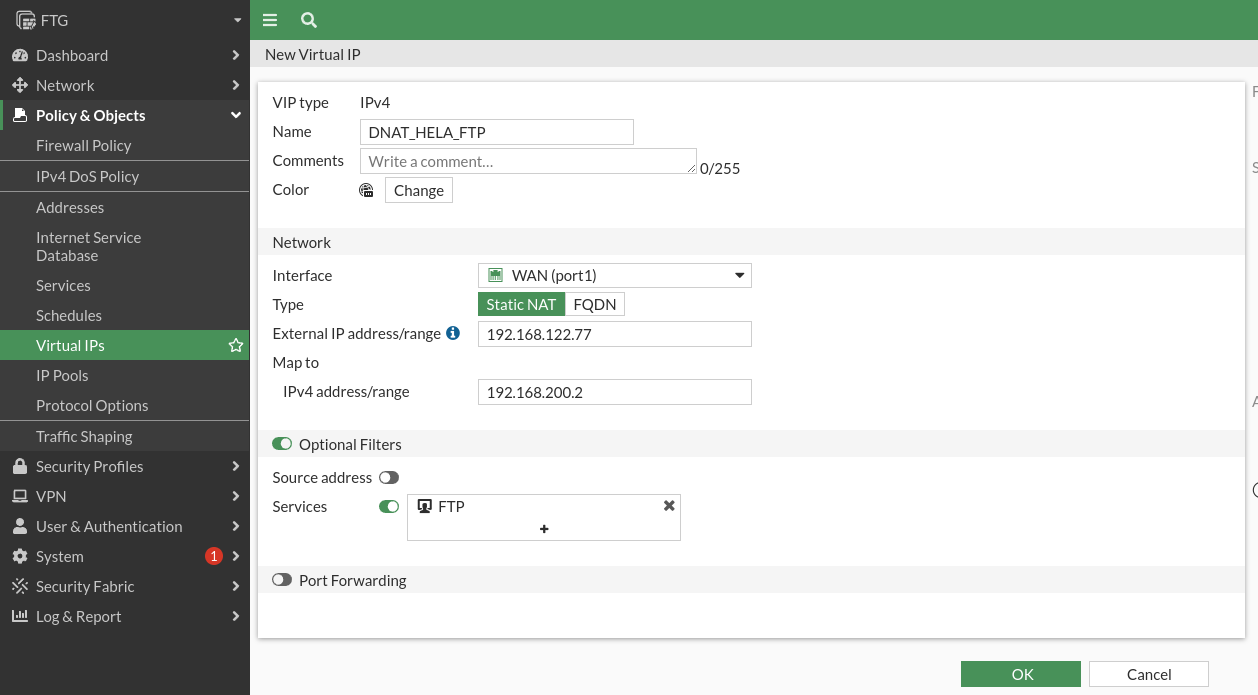 FTG
Dashboard
Network
Policy & Objects
Firewall Policy
IPv4 DoS Policy
Addresses
Internet Service
Database
Services
Schedules
Virtual IPs
IP Pools
Protocol Options
Traffic Shaping
Security Profiles
VPN
User & Authentication
System 1
Security Fabric
Log & Report
New Virtual IP
VIP type IPv4
Name DNAT_HELA_FTP
Comments Write a comment... 0/255
Color Change
Network
Interface WAN (port1)
Type Static NAT FQDN
External IP address/range 192.168.122.77
Map to
IPv4 address/range 192.168.200.2
Optional Filters
Source address
Services FTP
Port Forwarding
OK Cancel